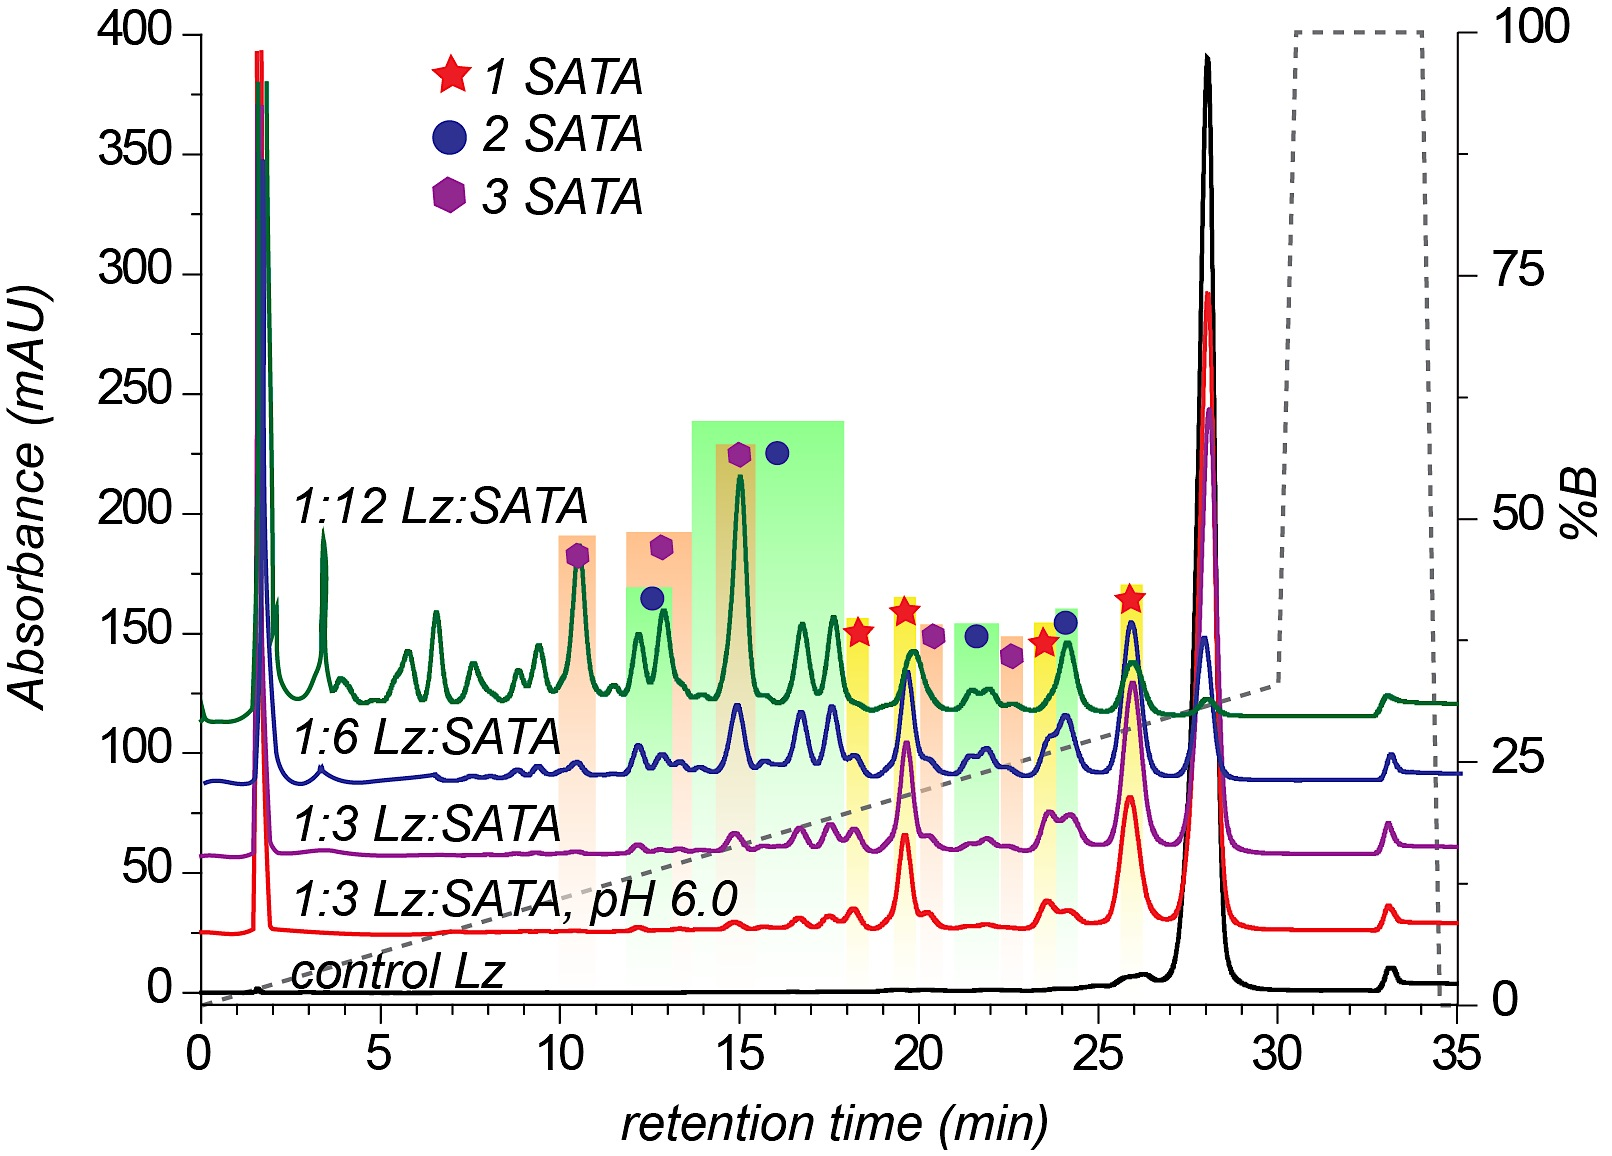 400
350
300
250
200
150
100
50
0
Absorbance (mAU)
1 SATA
2 SATA
3 SATA
1:12 Lz:SATA
1:6 Lz:SATA
1:3 Lz:SATA
1:3 Lz:SATA, pH 6.0
control Lz
100
75
50
25
0
%B
0 5 10 15 20 25 30 35
retention time (min)